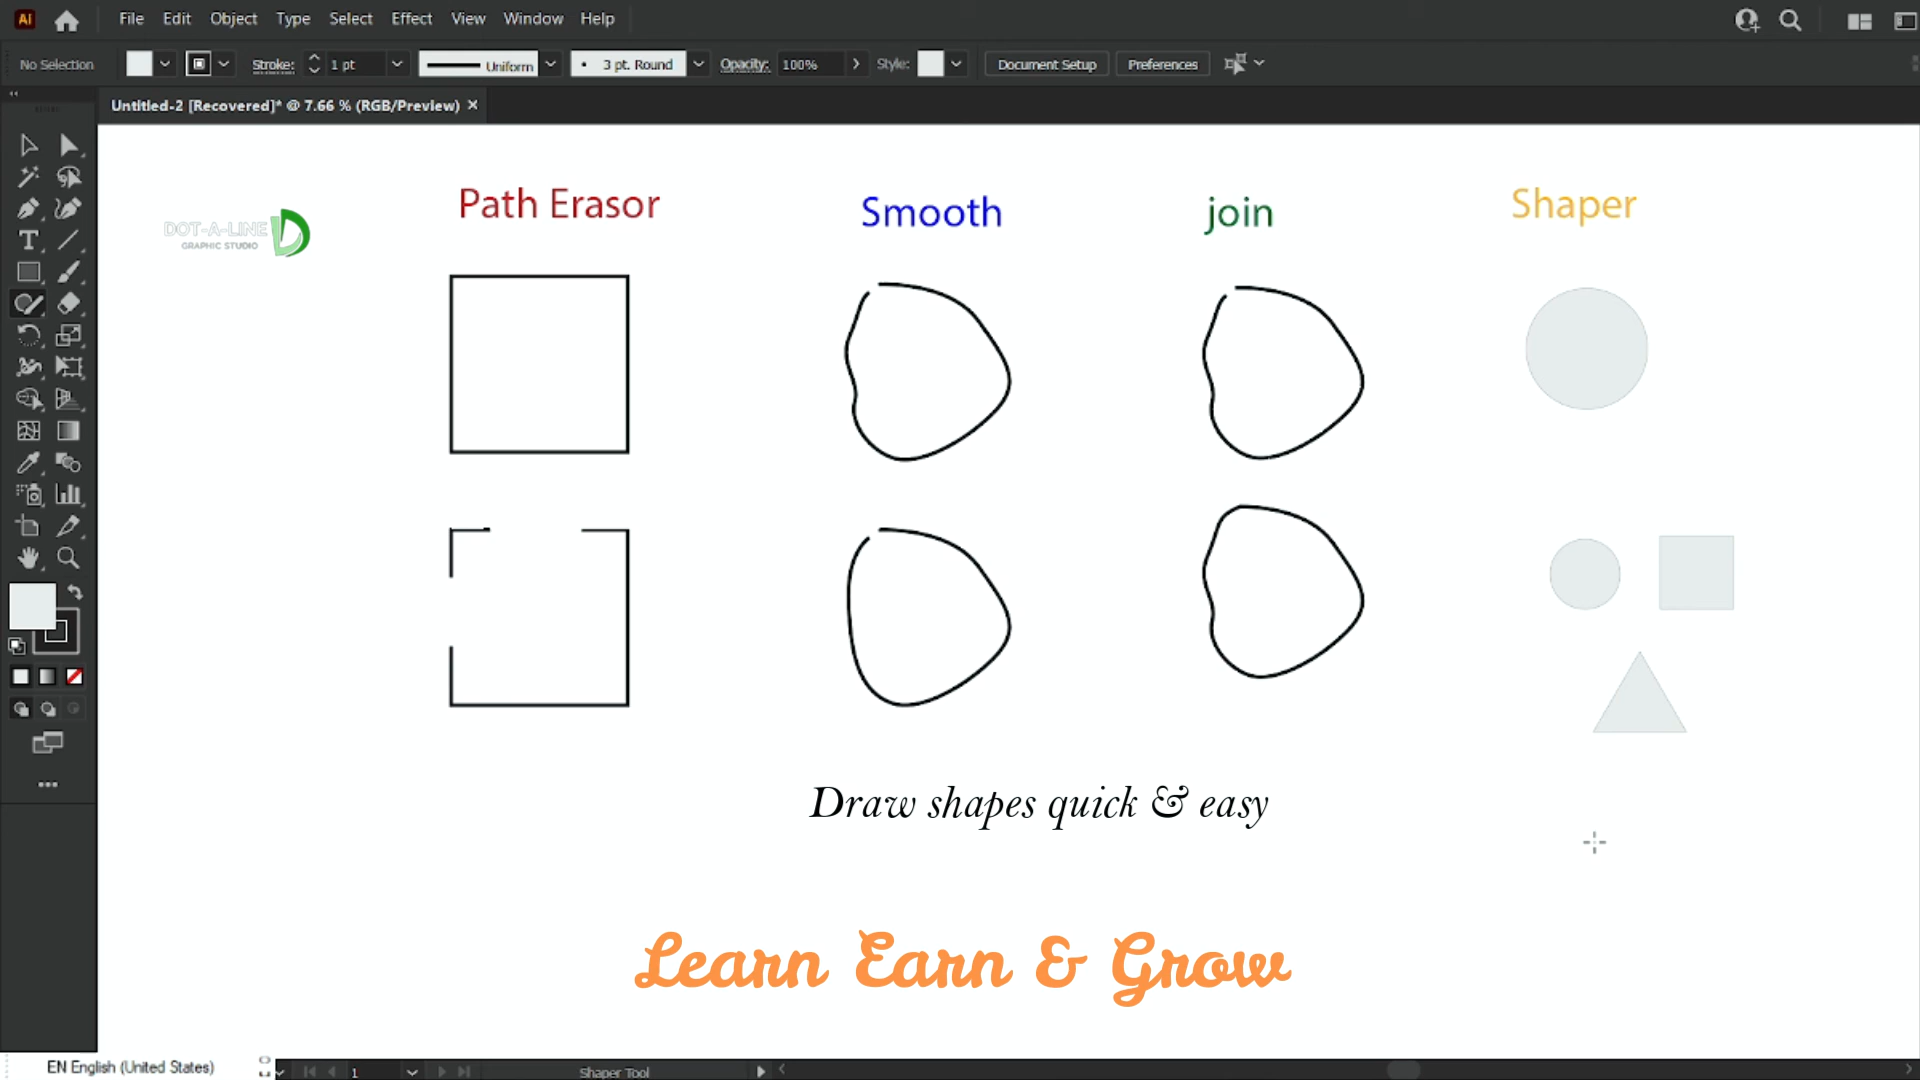 Ai File Edit Object Type Select Effect View Window Help
No Selection Stroke: 1 pt Uniform 3 pt. Round Opacity: 100% Style: Document Setup Preferences
Untitled-2 [Recovered]* @ 7.66 % (RGB/Preview) ×
Path Erasor Smooth join Shaper
DOT-A-LINE
GRAPHIC STUDIO
Draw shapes quick & easy
Learn Earn & Grow
EN English (United States) 1 Shaper Tool